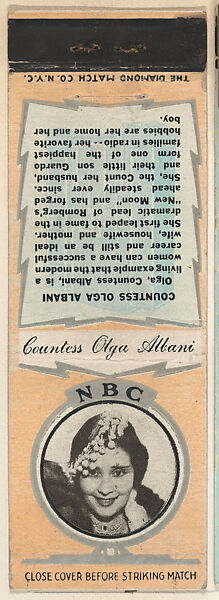 THE DIAMOND MATCH CO. N.Y.C.
COUNTESS OLGA ALBANI
Olga, Countess Albani, is a
living example that the modern
women can have a successful
career and still be an ideal
wife, housewife and mother.
She first leaped to fame in the
dramatic lead of Romberg's
"New Moon" and has forged
ahead steadily ever since.
She, the Count her husband,
and their little son Guardo
form one of the happiest
families in radio--her favorite
hobbies are her home and her
boy.
Countess Olga Albani
NBC
CLOSE COVER BEFORE STRIKING MATCH